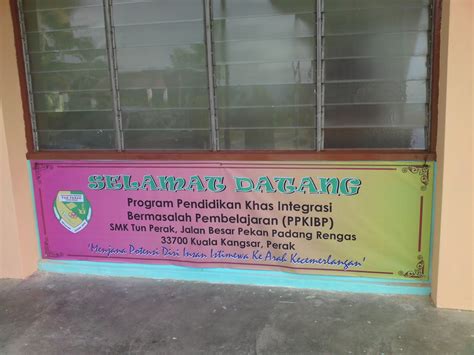 SELAMAT DATANG
Program Pendidikan Khas Integrasi
Bermasalah Pembelajaran (PPKIBP)
SMK Tun Perak, Jalan Besar Pekan Padang Rengas
33700 Kuala Kangsar, Perak
'Menjana Potensi Diri Insan Istimewa Ke Arah Kecemerlangan'